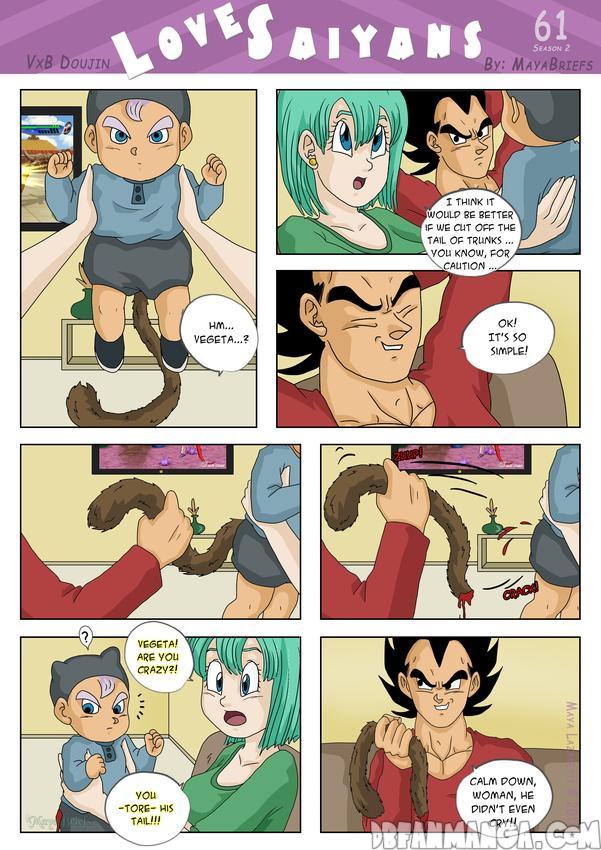 LOVE SAIYANS
61
SEASON 2
VXB DOUJIN
BY: MAYABRIEFS
HM...
VEGETA...?
I THINK IT
WOULD BE BETTER
IF WE CUT OFF THE
TAIL OF TRUNKS ...
YOU KNOW, FOR
CAUTION ...
OK!
IT'S SO
SIMPLE!
ZUUP!
CRACK!
?
VEGETA!
ARE YOU
CRAZY?!
YOU
-TORE- HIS
TAIL!!!
CALM DOWN,
WOMAN, HE
DIDN'T EVEN
CRY!!
DBFANMANGA.COM